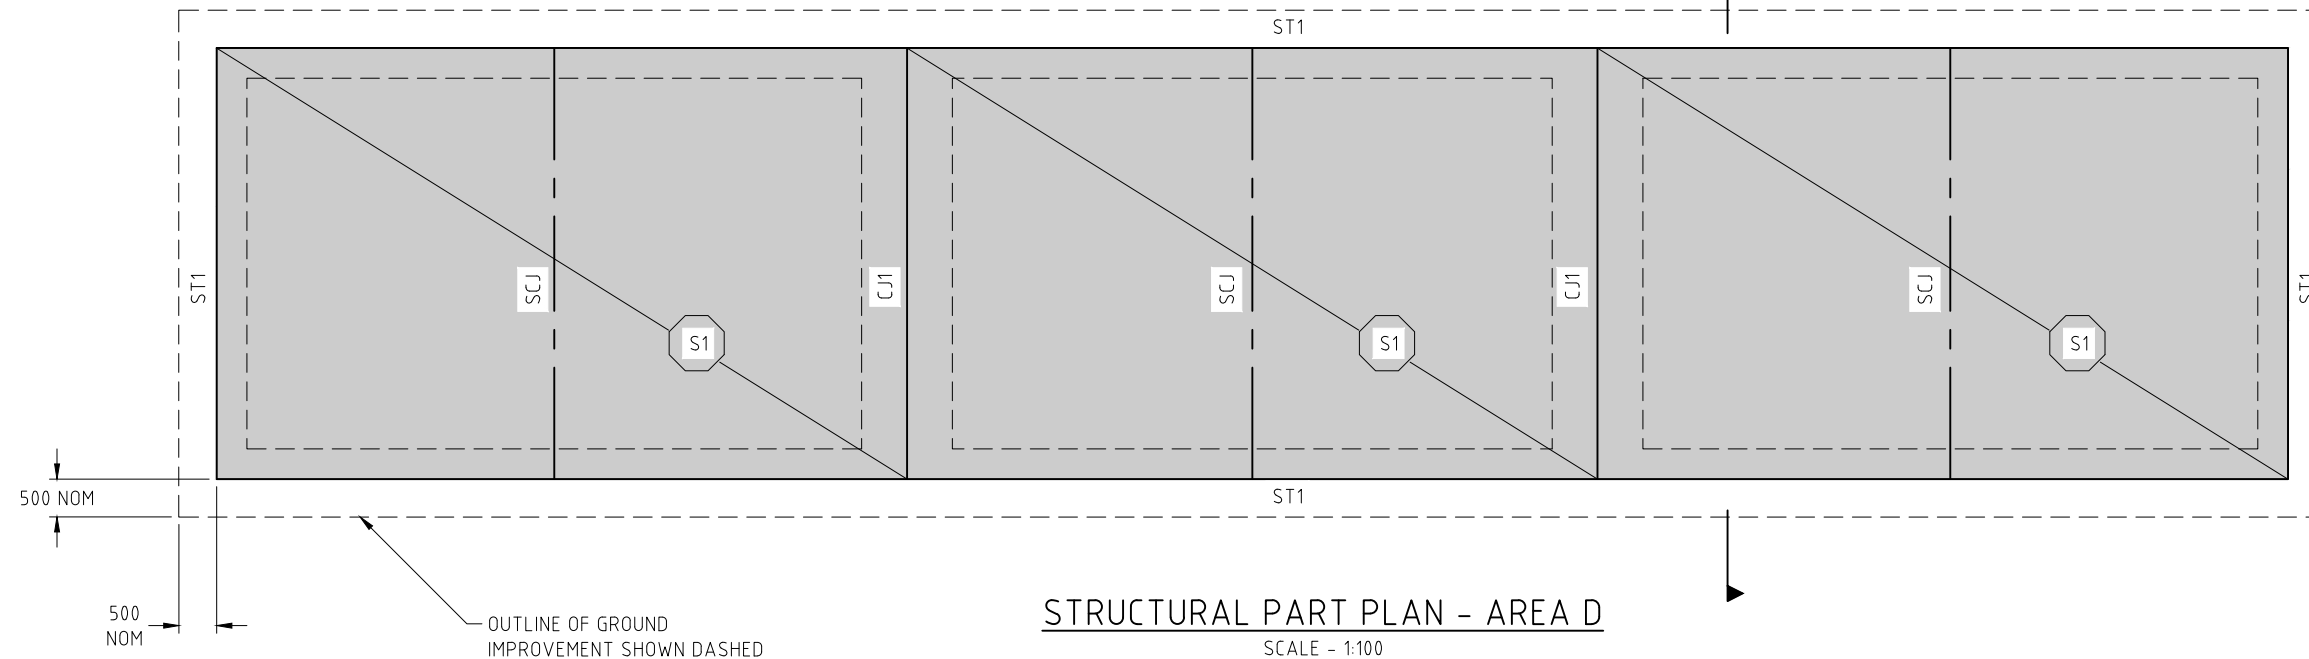 ST1
ST1
SCJ
CJ1
SCJ
CJ1
SCJ
ST1
S1
S1
S1
500 NOM
ST1
500
NOM
OUTLINE OF GROUND
IMPROVEMENT SHOWN DASHED
STRUCTURAL PART PLAN - AREA D
SCALE - 1:100